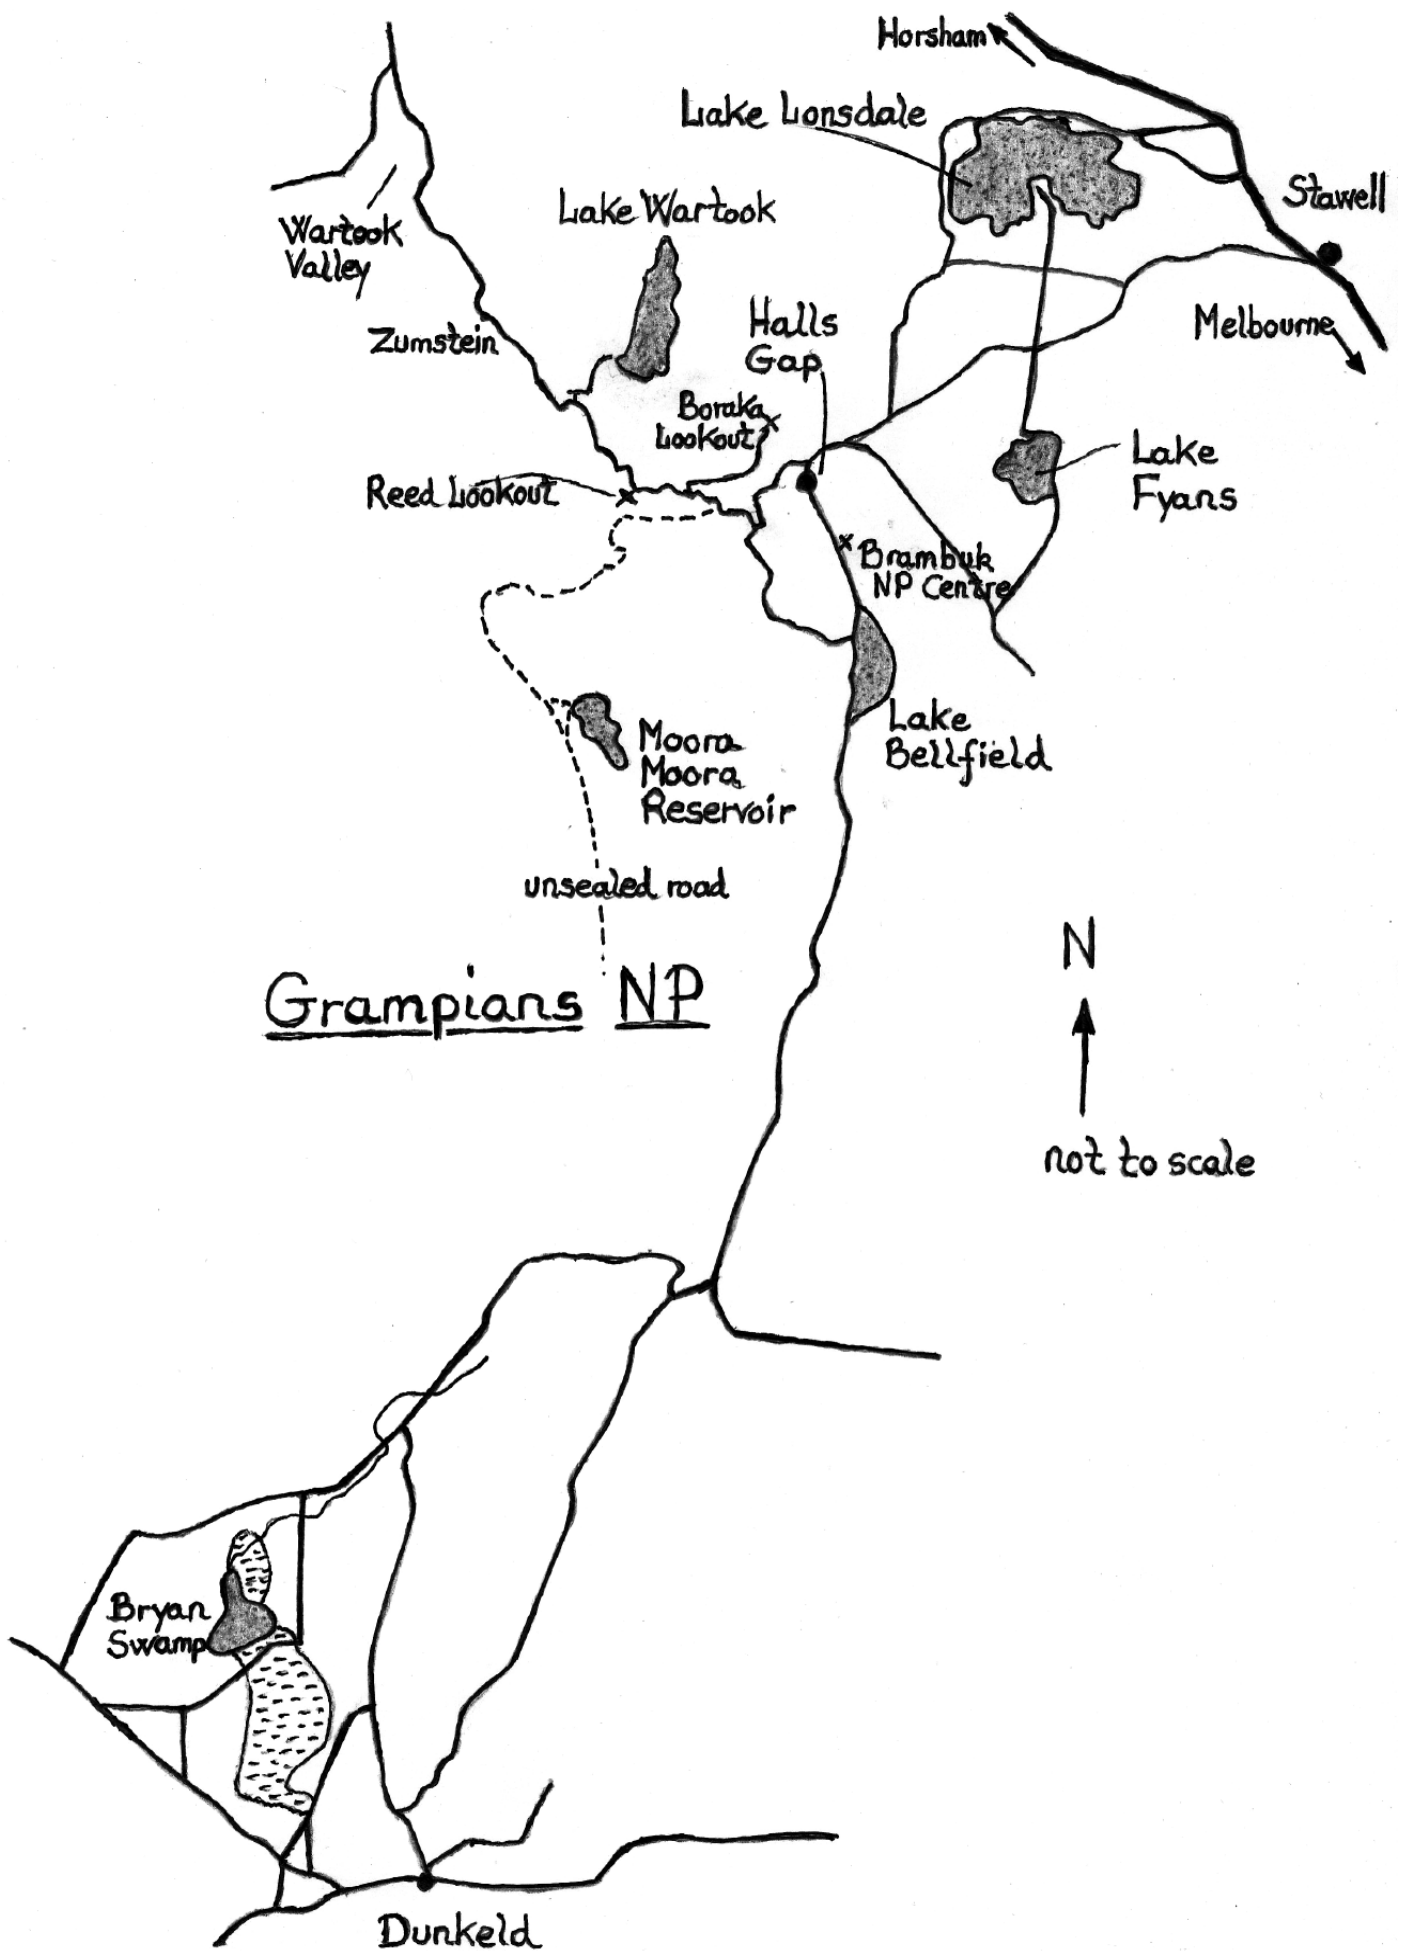 Horsham
Lake Lonsdale
Stawell
Lake Wartook
Wartook
Valley
Melbourne
Halls
Gap
Zumstein
Boraka
Lookout
Reed Lookout
Lake
Fyans
Brambuk
NP Centre
Lake
Bellfield
Moora
Moora
Reservoir
unsealed road
N
Grampians NP
not to scale
Bryan
Swamp
Dunkeld